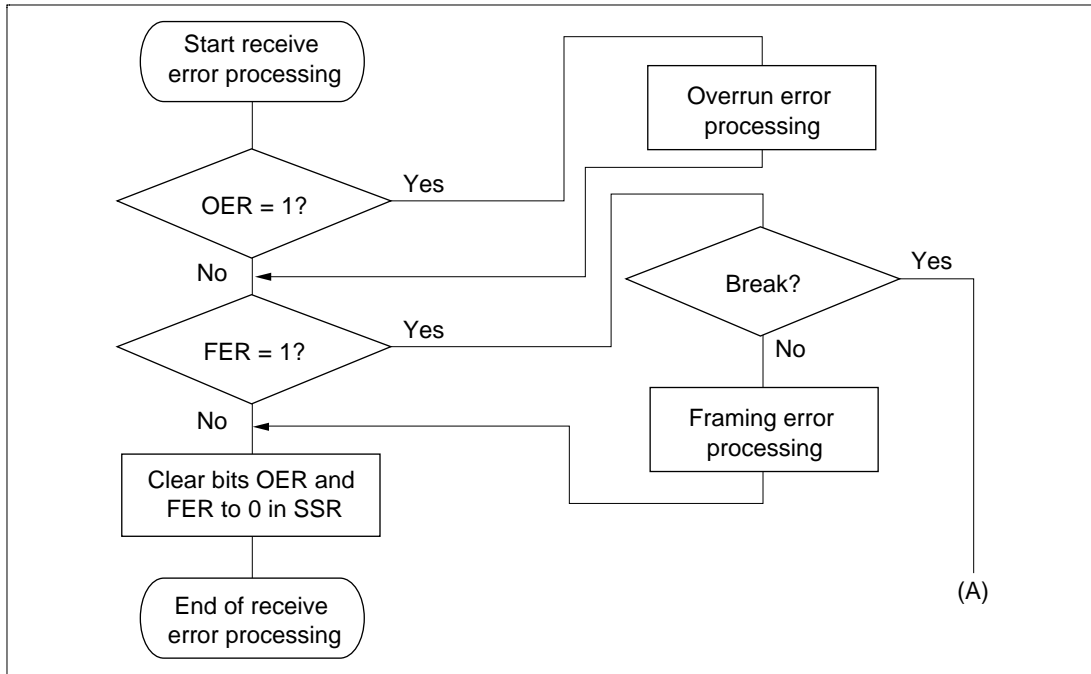 Start receive
error processing
Overrun error
processing
OER = 1?
Yes
No
Break?
Yes
FER = 1?
Yes
No
No
Framing error
processing
Clear bits OER and
FER to 0 in SSR
(A)
End of receive
error processing